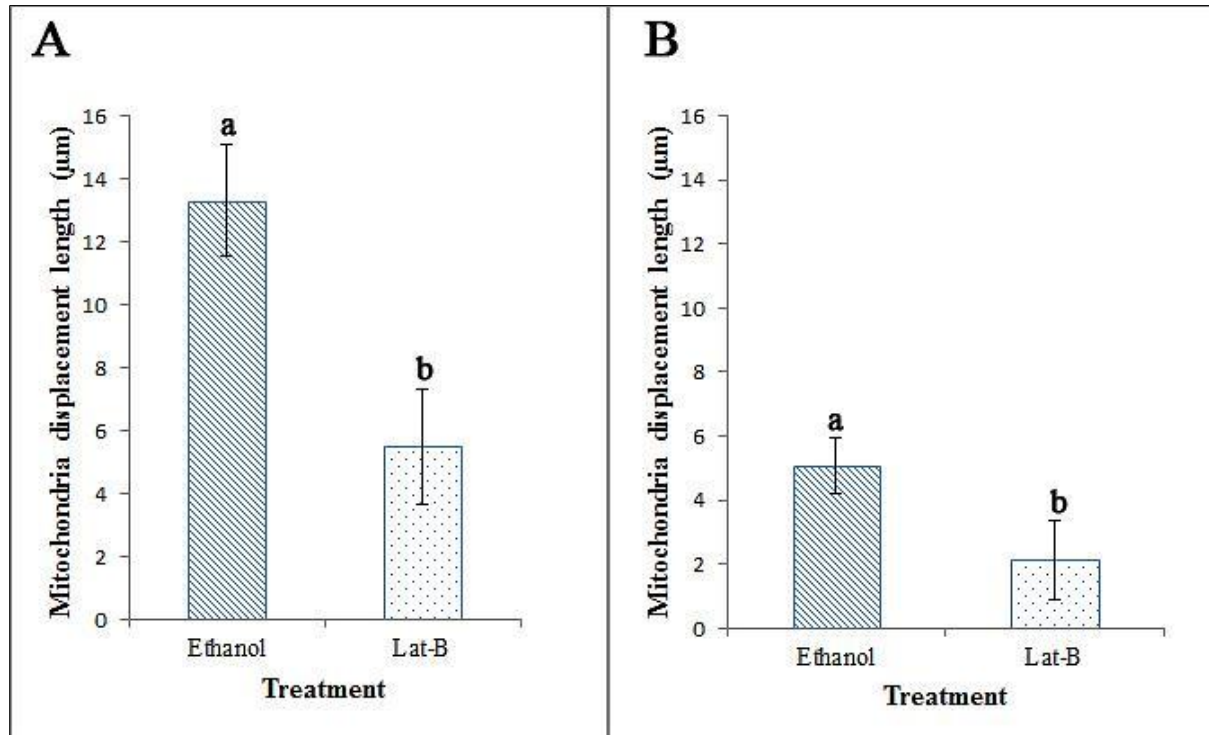 A
Mitochondria displacement length (µm)
16
14
12
10
8
6
4
2
0
a
b
Ethanol
Lat-B
Treatment
B
Mitochondria displacement length (µm)
16
14
12
10
8
6
4
2
0
a
b
Ethanol
Lat-B
Treatment